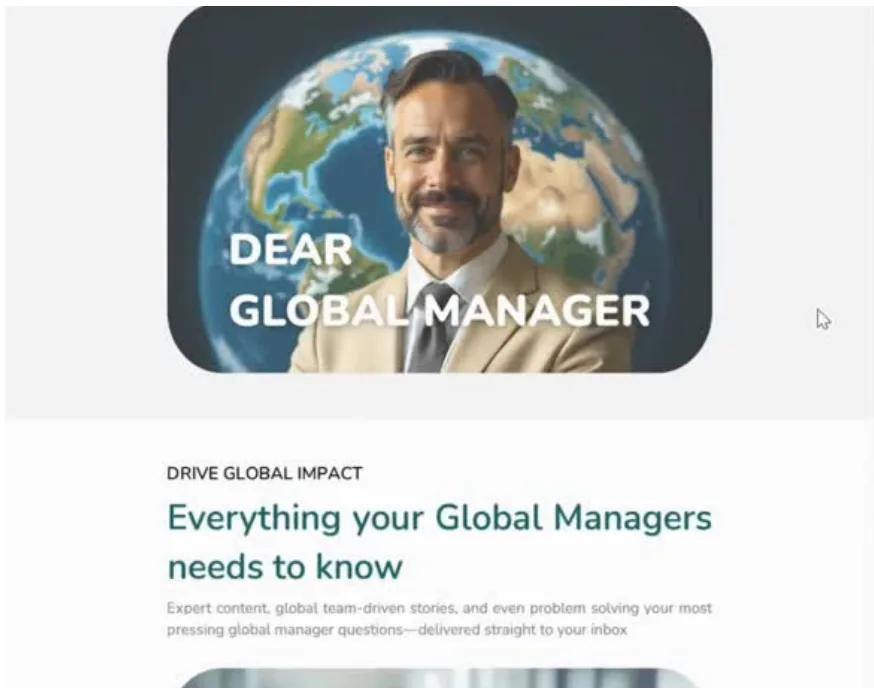 DEAR
GLOBAL MANAGER
DRIVE GLOBAL IMPACT
Everything your Global Managers
needs to know
Expert content, global team-driven stories, and even problem solving your most
pressing global manager questions—delivered straight to your inbox